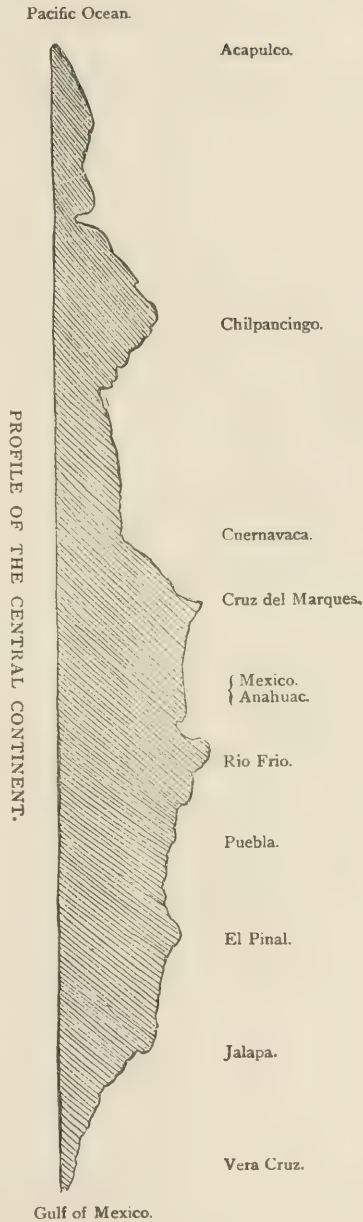 Pacific Ocean.
Acapulco.
Chilpancingo.
PROFILE OF THE CENTRAL CONTINENT.
Cuernavaca.
Cruz del Marques.
{ Mexico.
{ Anahuac.
Rio Frio.
Puebla.
El Pinal.
Jalapa.
Vera Cruz.
Gulf of Mexico.